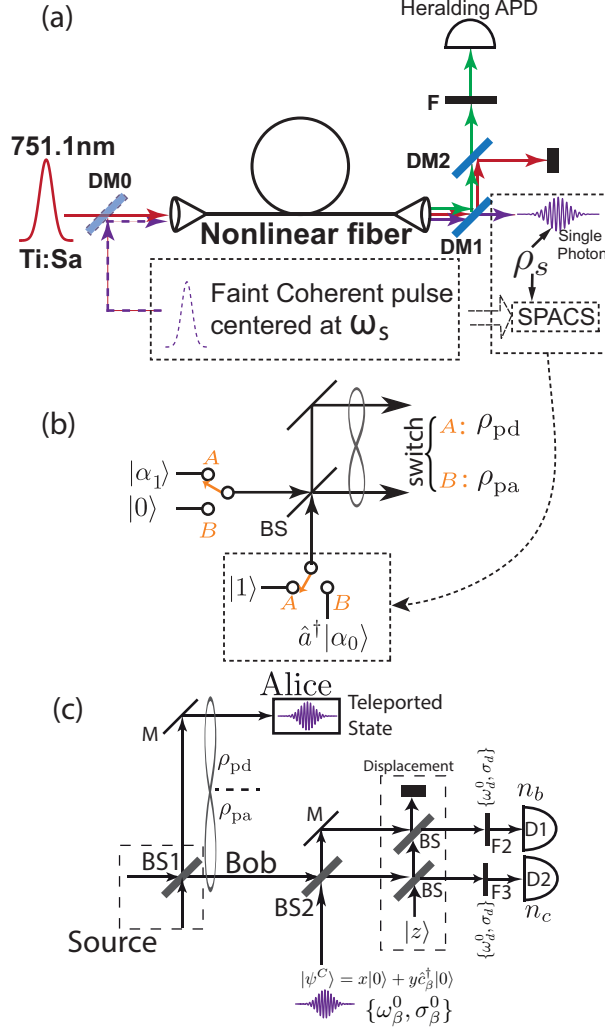 (a)
Heralding APD
F
751.1nm
DM0
DM2
Nonlinear fiber
DM1
Ti:Sa
Single
Photon
ρ_s
Faint Coherent pulse
centered at ω_s
SPACS
(b)
|α_1⟩
A
|0⟩
B
BS
switch
A: ρ_pd
B: ρ_pa
|1⟩
A
B
â†|α_0⟩
(c)
Alice
Teleported
State
M
ρ_pd
ρ_pa
Displacement
{ω_d^0, σ_d}
n_b
M
BS
F2
D1
BS1
Bob
BS2
BS
F3
D2
Source
|z⟩
{ω_d^0, σ_d}
n_c
|ψ^C⟩ = x|0⟩ + yĉ_β^†|0⟩
{ω_β^0, σ_β^0}